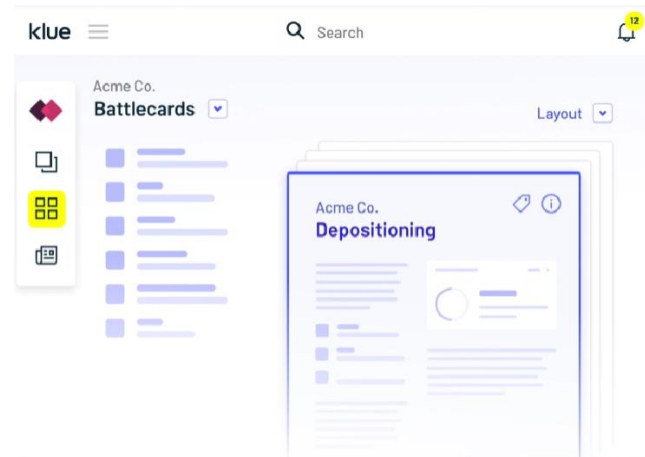 klue
Search
12
Acme Co.
Battlecards
Layout
Acme Co.
Depositioning